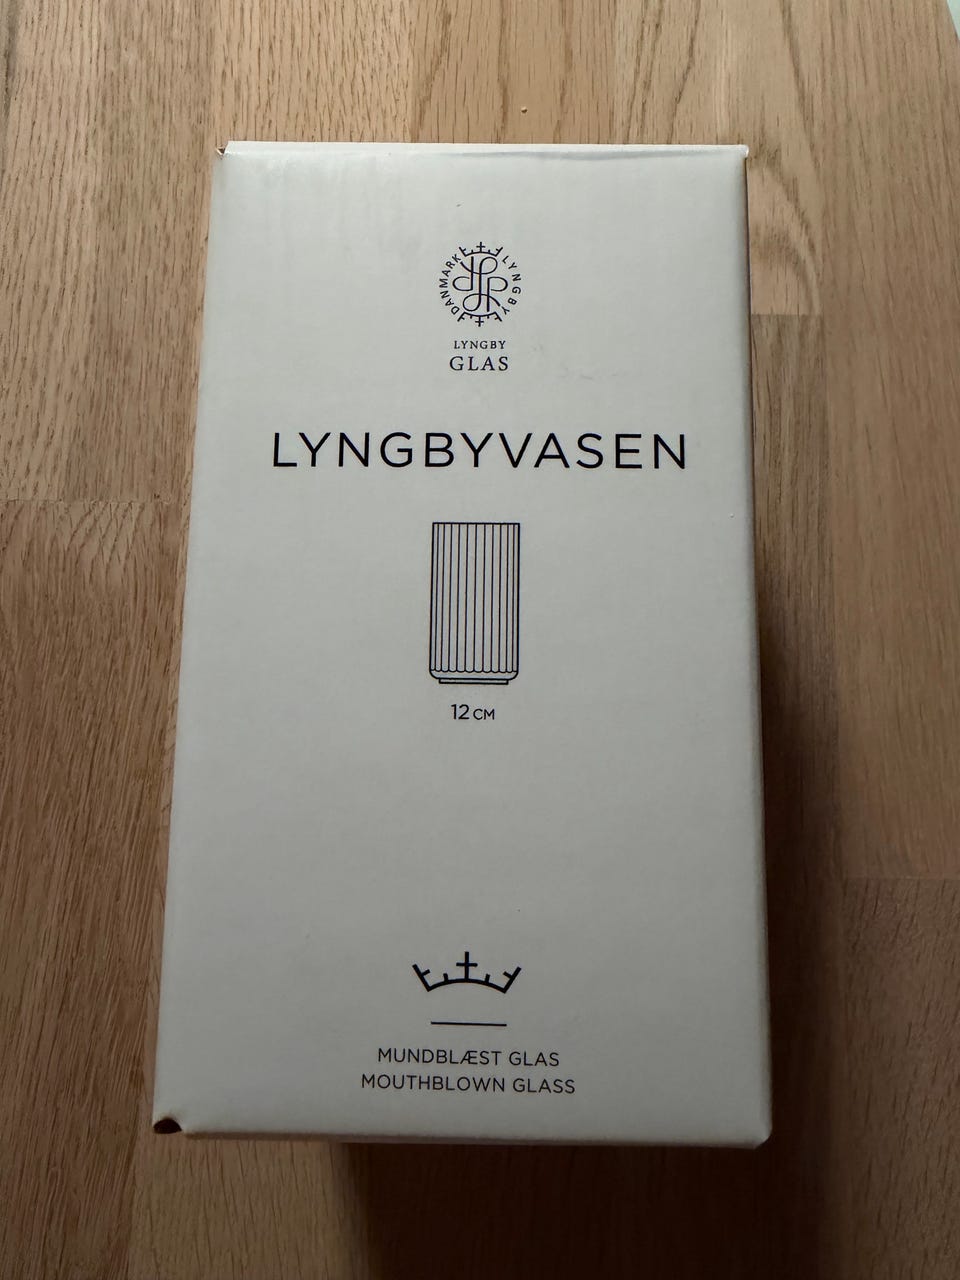 DANMARK LYNGBY
LYNGBY
GLAS
LYNGBYVASEN
12 CM
MUNDBLÆST GLAS
MOUTHBLOWN GLASS